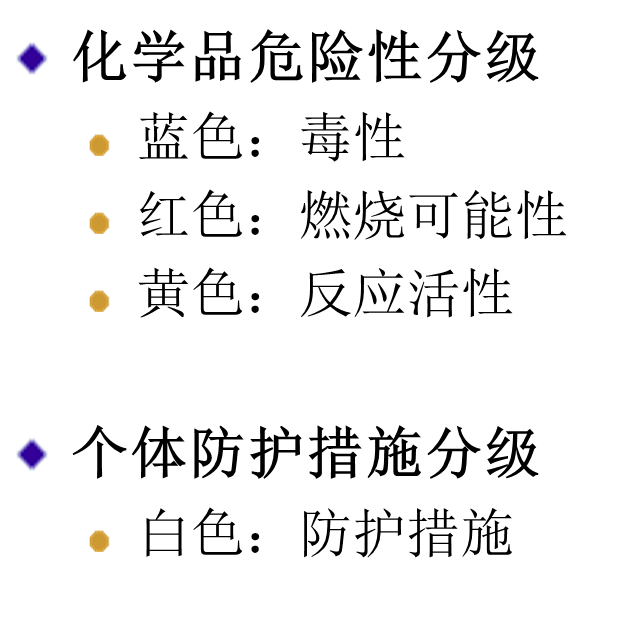 化学品危险性分级
蓝色：毒性
红色：燃烧可能性
黄色：反应活性
个体防护措施分级
白色：防护措施